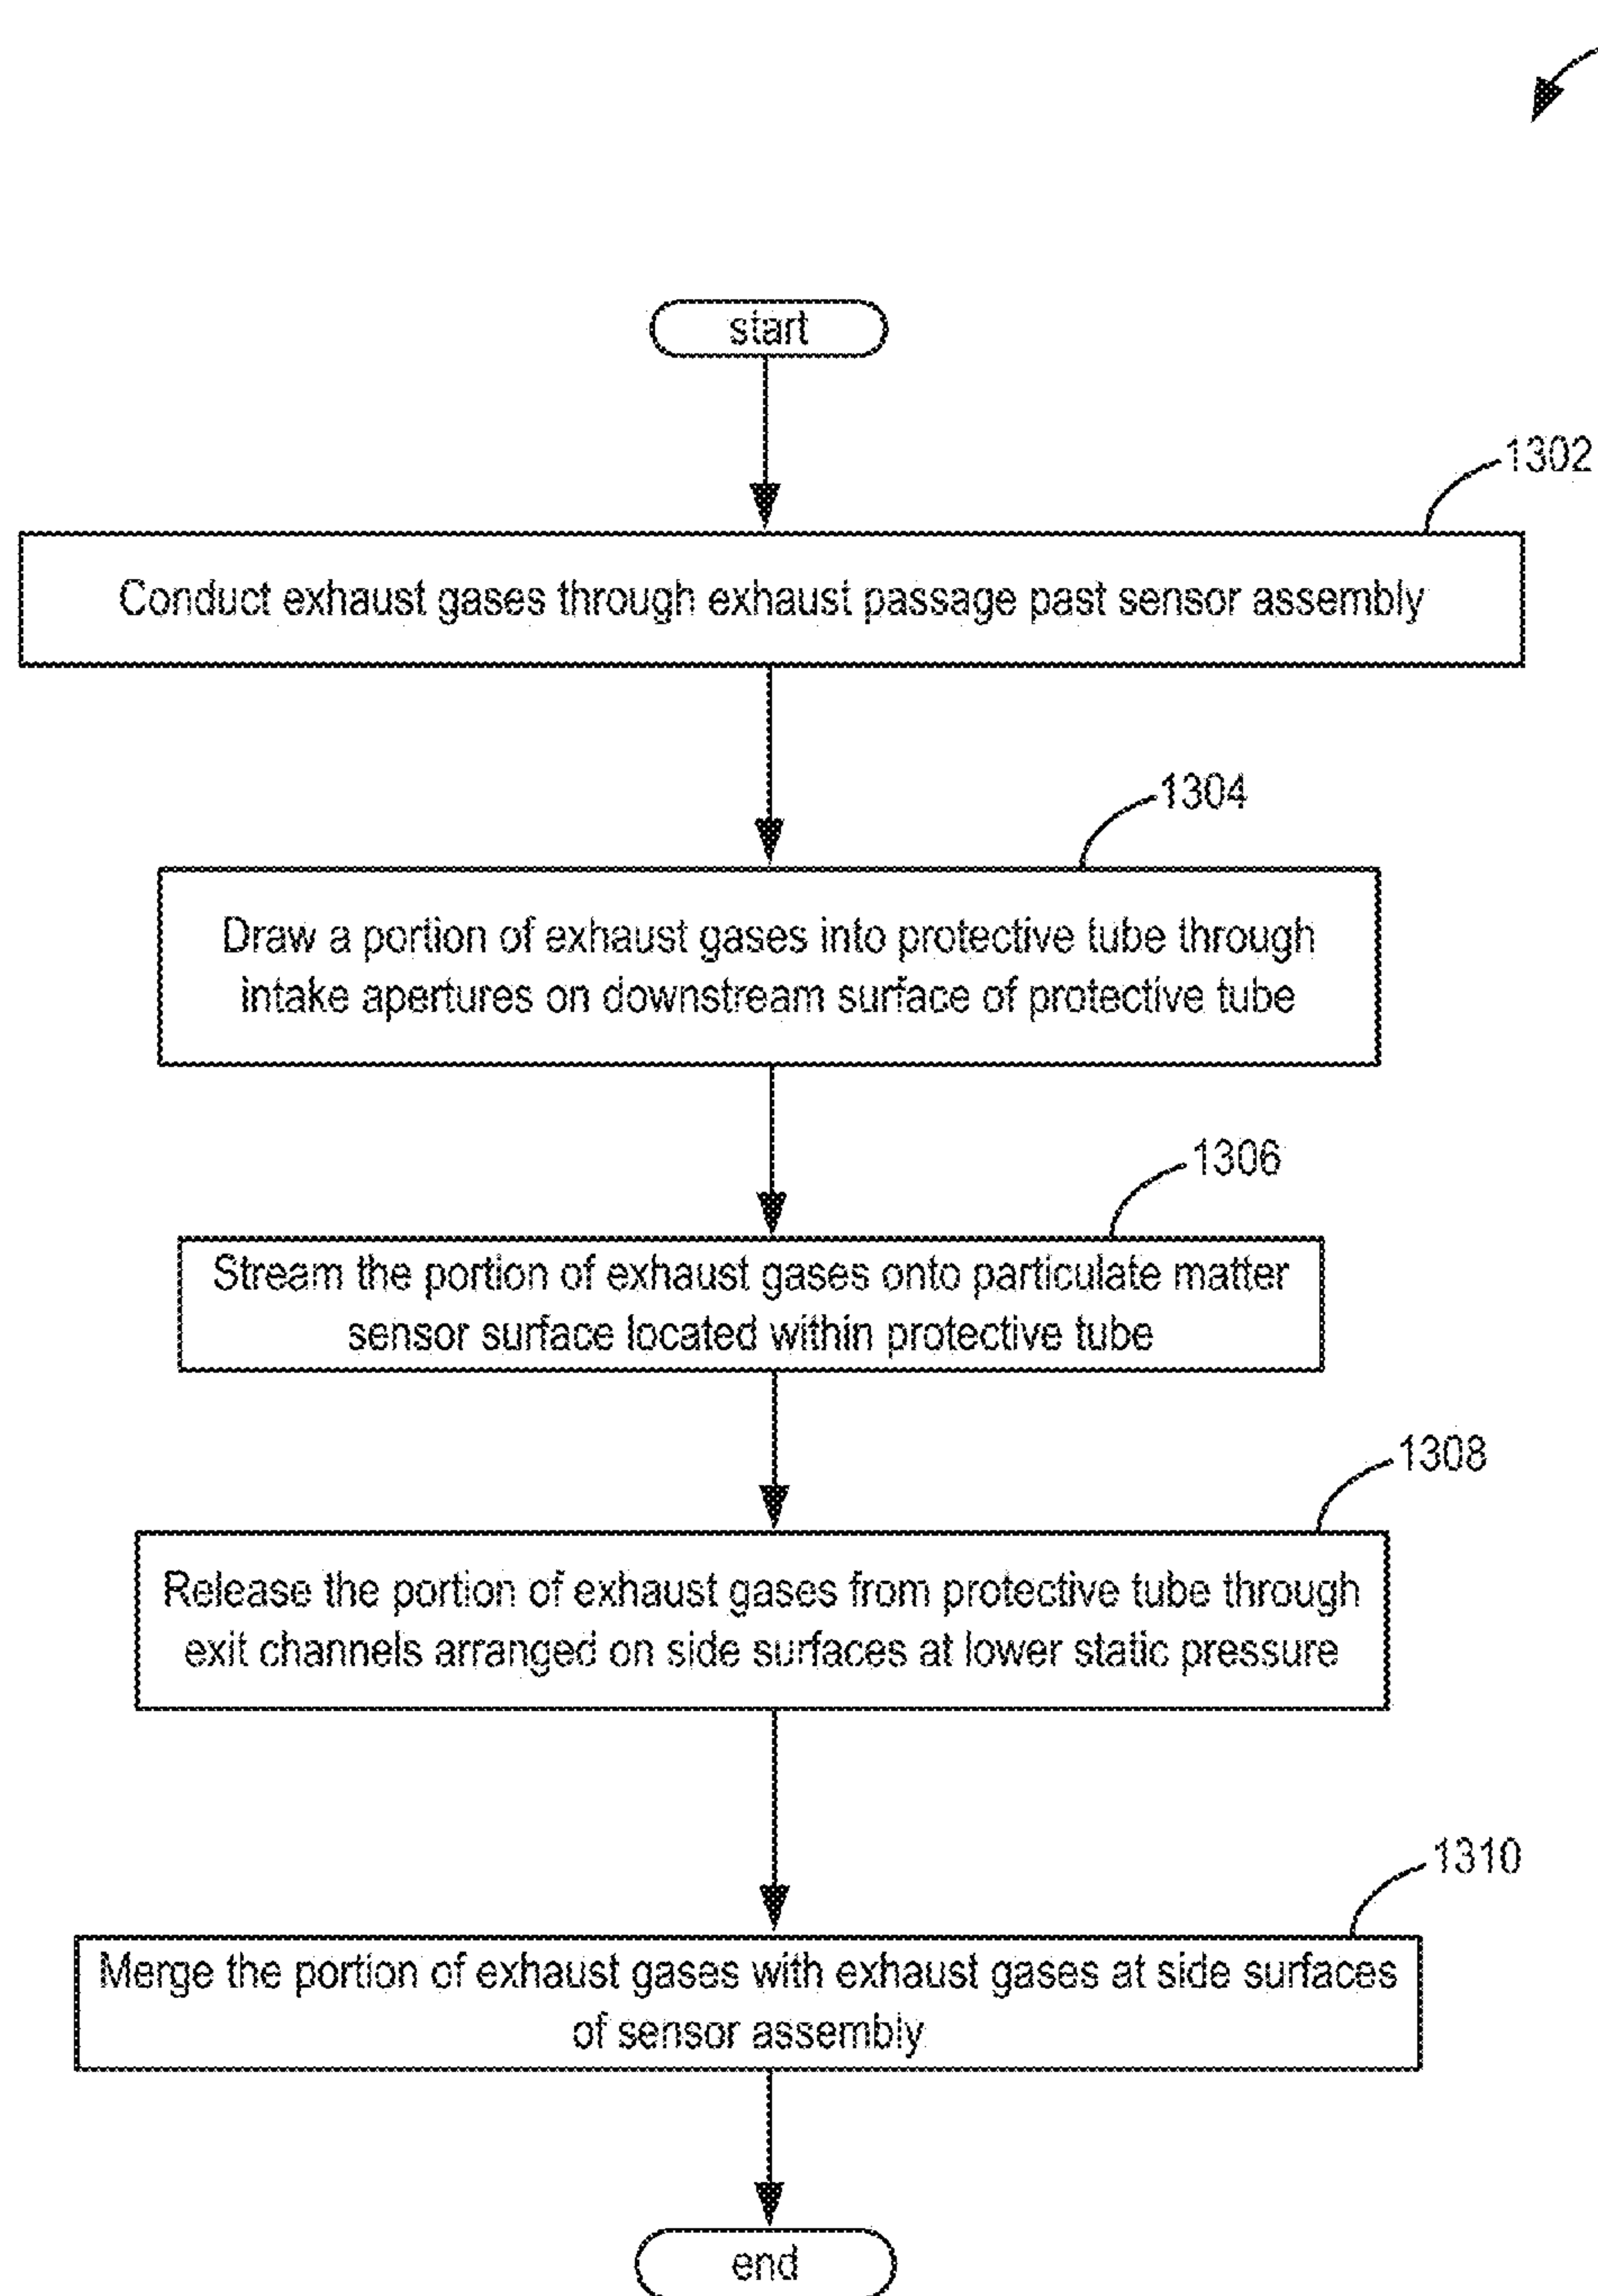 start
1302
Conduct exhaust gases through exhaust passage past sensor assembly
1304
Draw a portion of exhaust gases into protective tube through
intake apertures on downstream surface of protective tube
1306
Stream the portion of exhaust gases onto particulate matter
sensor surface located within protective tube
1308
Release the portion of exhaust gases from protective tube through
exit channels arranged on side surfaces at lower static pressure
1310
Merge the portion of exhaust gases with exhaust gases at side surfaces
of sensor assembly
end